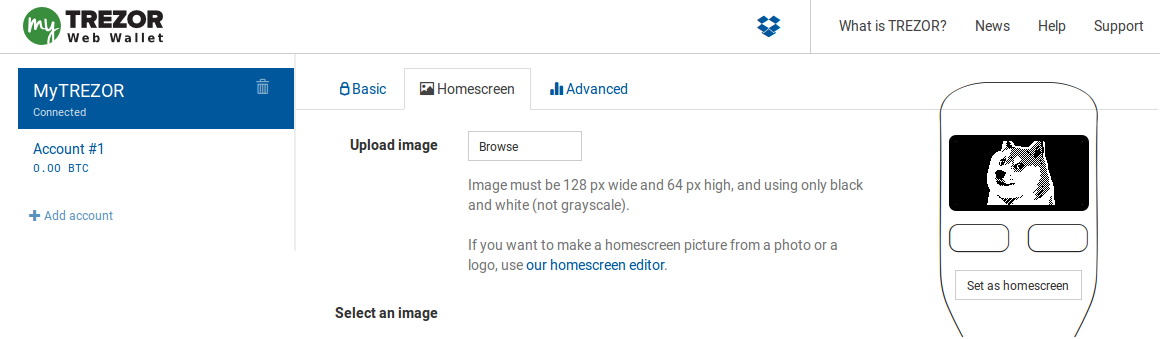 my TREZOR
Web Wallet
What is TREZOR? News Help Support
MyTREZOR
Connected
Account #1
0.00 BTC
Add account
Basic Homescreen Advanced
Upload image Browse
Image must be 128 px wide and 64 px high, and using only black
and white (not grayscale).
If you want to make a homescreen picture from a photo or a
logo, use our homescreen editor.
Select an image
Set as homescreen